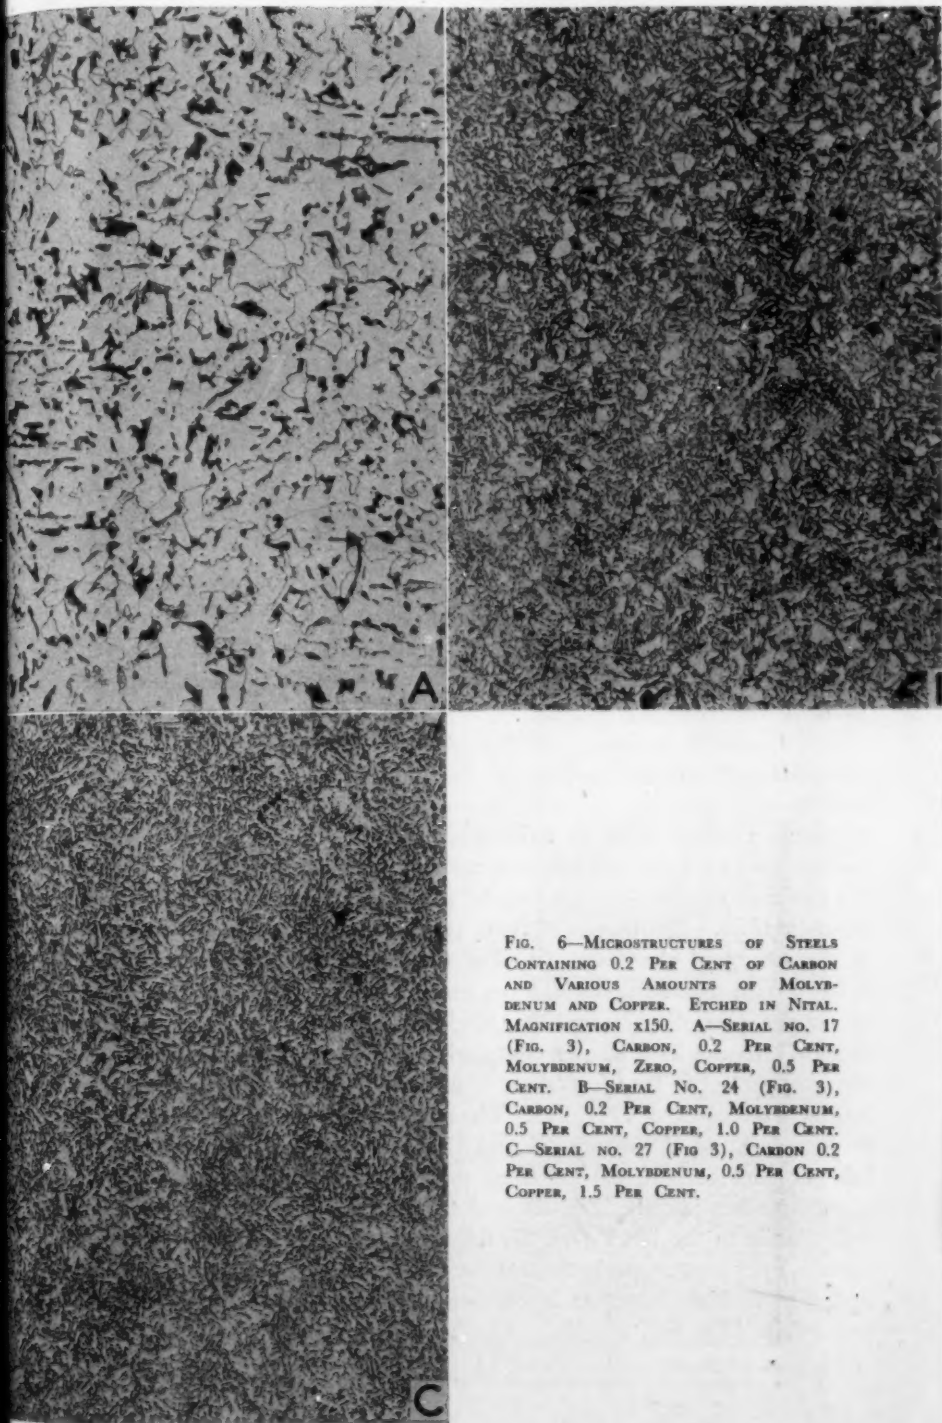 A
C
FIG. 6—MICROSTRUCTURES OF STEELS
CONTAINING 0.2 PER CENT OF CARBON
AND VARIOUS AMOUNTS OF MOLYB-
DENUM AND COPPER. ETCHED IN NITAL.
MAGNIFICATION x150. A—SERIAL NO. 17
(FIG. 3), CARBON, 0.2 PER CENT,
MOLYBDENUM, ZERO, COPPER, 0.5 PER
CENT. B—SERIAL NO. 24 (FIG. 3),
CARBON, 0.2 PER CENT, MOLYBDENUM,
0.5 PER CENT, COPPER, 1.0 PER CENT.
C—SERIAL NO. 27 (FIG 3), CARBON 0.2
PER CENT, MOLYBDENUM, 0.5 PER CENT,
COPPER, 1.5 PER CENT.